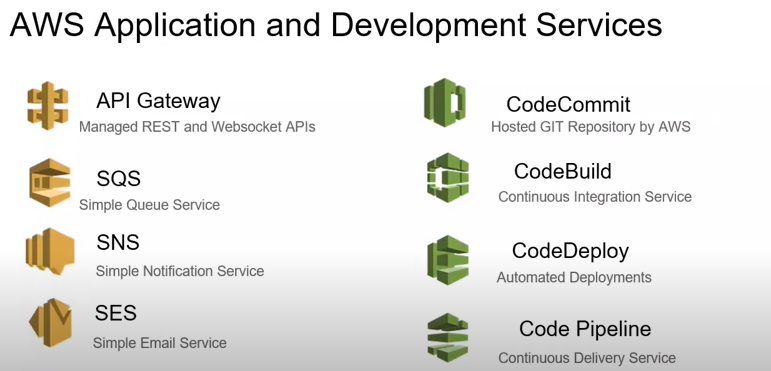 AWS Application and Development Services
API Gateway
Managed REST and Websocket APIs
SQS
Simple Queue Service
SNS
Simple Notification Service
SES
Simple Email Service
CodeCommit
Hosted GIT Repository by AWS
CodeBuild
Continuous Integration Service
CodeDeploy
Automated Deployments
Code Pipeline
Continuous Delivery Service